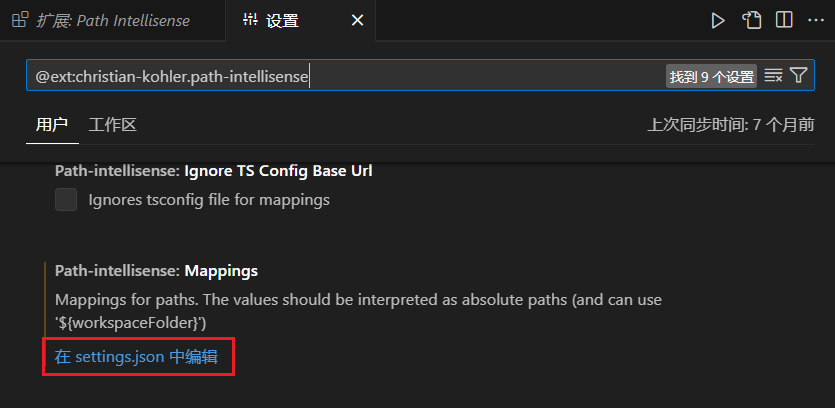 扩展: Path Intellisense
设置
@ext:christian-kohler.path-intellisense
找到 9 个设置
用户
工作区
上次同步时间: 7 个月前
Path-intellisense: Ignore TS Config Base Url
Ignores tsconfig file for mappings
Path-intellisense: Mappings
Mappings for paths. The values should be interpreted as absolute paths (and can use
'${workspaceFolder}')
在 settings.json 中编辑